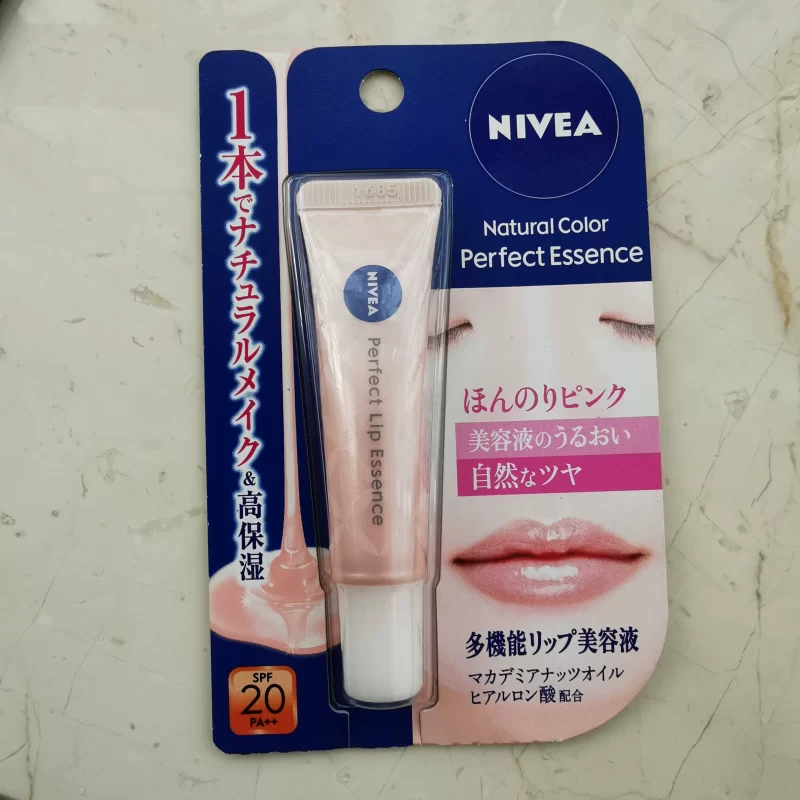 1本でナチュラルメイク&高保湿
NIVEA
Natural Color
Perfect Essence
1685
NIVEA
Perfect Lip Essence
ほんのりピンク
美容液のうるおい
自然なツヤ
多機能リップ美容液
マカデミアナッツオイル
ヒアルロン酸 配合
SPF
20
PA++